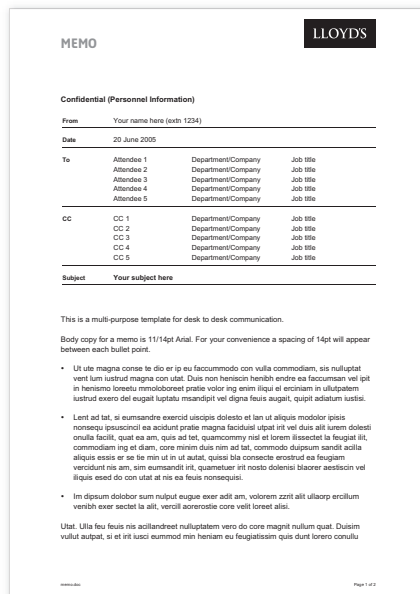 LLOYD'S
MEMO
Confidential (Personnel Information)
From Your name here (extn 1234)
Date 20 June 2005
To Attendee 1 Department/Company Job title
Attendee 2 Department/Company Job title
Attendee 3 Department/Company Job title
Attendee 4 Department/Company Job title
Attendee 5 Department/Company Job title
CC CC 1 Department/Company Job title
CC 2 Department/Company Job title
CC 3 Department/Company Job title
CC 4 Department/Company Job title
CC 5 Department/Company Job title
Subject Your subject here
This is a multi-purpose template for desk to desk communication.
Body copy for a memo is 11/14pt Arial. For your convenience a spacing of 14pt will appear
between each bullet point.
• Ut ute magna conse te dio er ip eu faccummodo con vulla commodiam, sis nulluptat
vent lum iustrud magna con utat. Duis non heniscin henibh endre ea faccumsan vel ipit
in henismo loreetu mmoloboreet pratie volor ing enim iliqui el erciniam in ullutpatem
iustrud exero del eugait luptatu msandipit vel digna feuis augait, quipit adiatum iustisi.
• Lent ad tat, si eumsandre exercid uiscipis dolesto et lan ut aliquis modolor ipisis
nonsequ ipsuscincil ea acidunt pratie magna faciduisl utpat irit vel duis alit iurem dolesti
onulla facilit, quat ea am, quis ad tet, quamcommy nisl et lorem ilissectet la feugiat ilit,
commodiam ing et diam, core minim duis nim ad tat, commodo duipsum sandit acilla
aliquis essis er se tie min ut in ut autat, quissi bla consecte erostrud ea feugiam
vercidunt nis am, sim eumsandit irit, quametuer irit nosto dolenisi blaorer aestiscin vel
iliquis esed do con utat at nis ea feuis nonsequisi.
• Im dipsum dolobor sum nulput eugue exer adit am, volorem zzrit alit ullaorp ercillum
venibh exer sectet la alit, vercill aorerostie core velit loreet alisi.
Utat. Ulla feu feuis nis acillandreet nulluptatem vero do core magnit nullum quat. Duisim
vullut autpat, si et irit iusci eummod min heniam eu feugiatissim quis dunt lorero conullu
memo.doc Page 1 of 2